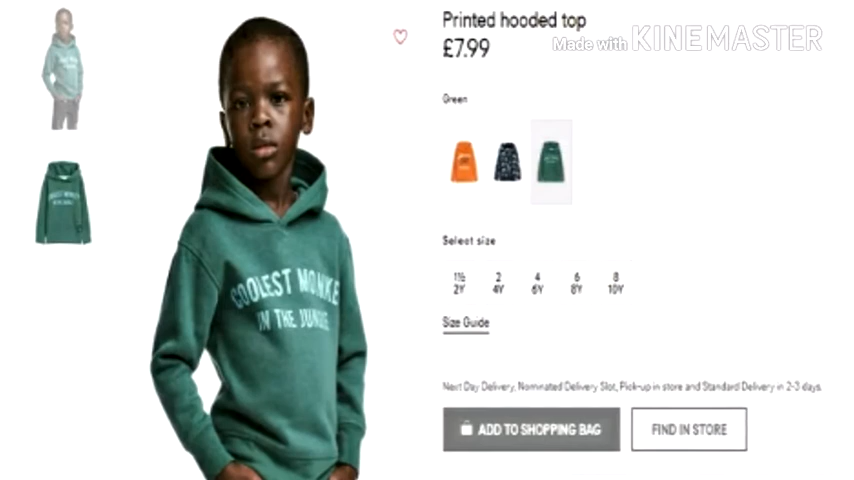 Printed hooded top
Made with KINEMASTER
£7.99
Green
COOLEST MONKE
IN THE JUNGLE
Select size
1½ 2 4 6 8
2Y 4Y 6Y 8Y 10Y
Size Guide
Next Day Delivery, Nominated Delivery Slot, Pick-up in store and Standard Delivery in 2-3 days.
ADD TO SHOPPING BAG
FIND IN STORE